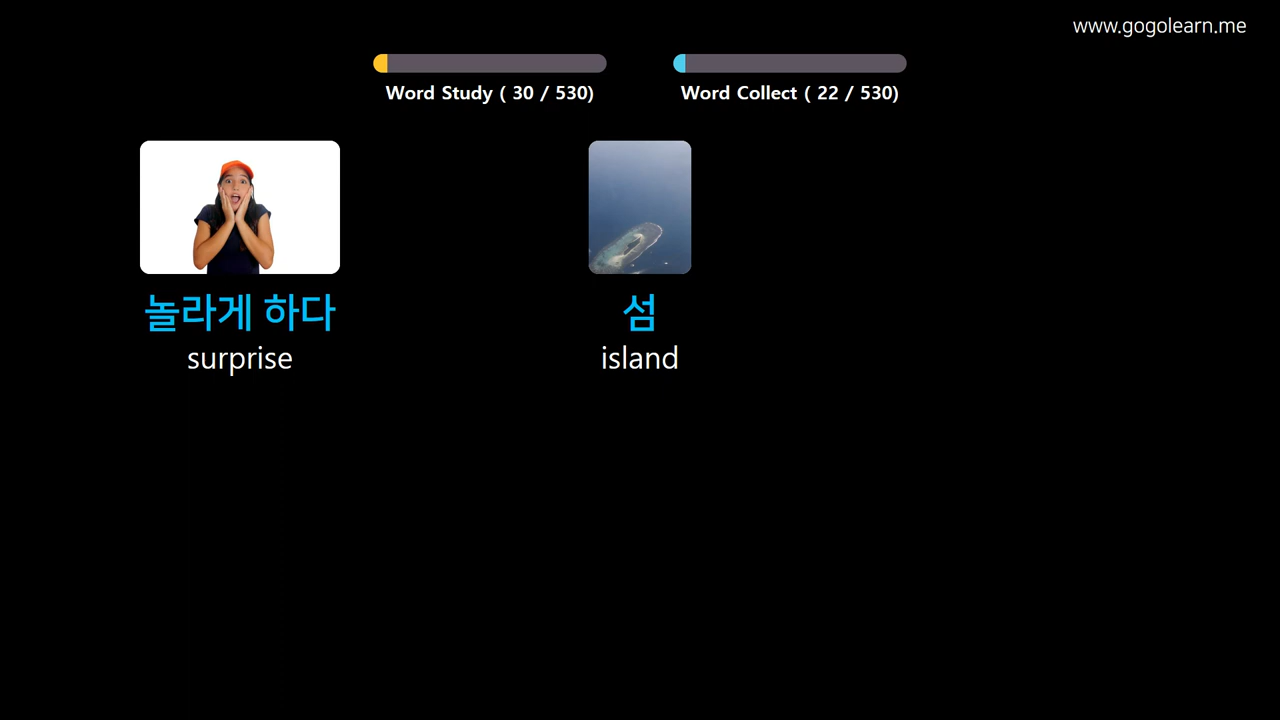 www.gogolearn.me
Word Study ( 30 / 530)
Word Collect ( 22 / 530)
놀라게 하다
surprise
섬
island